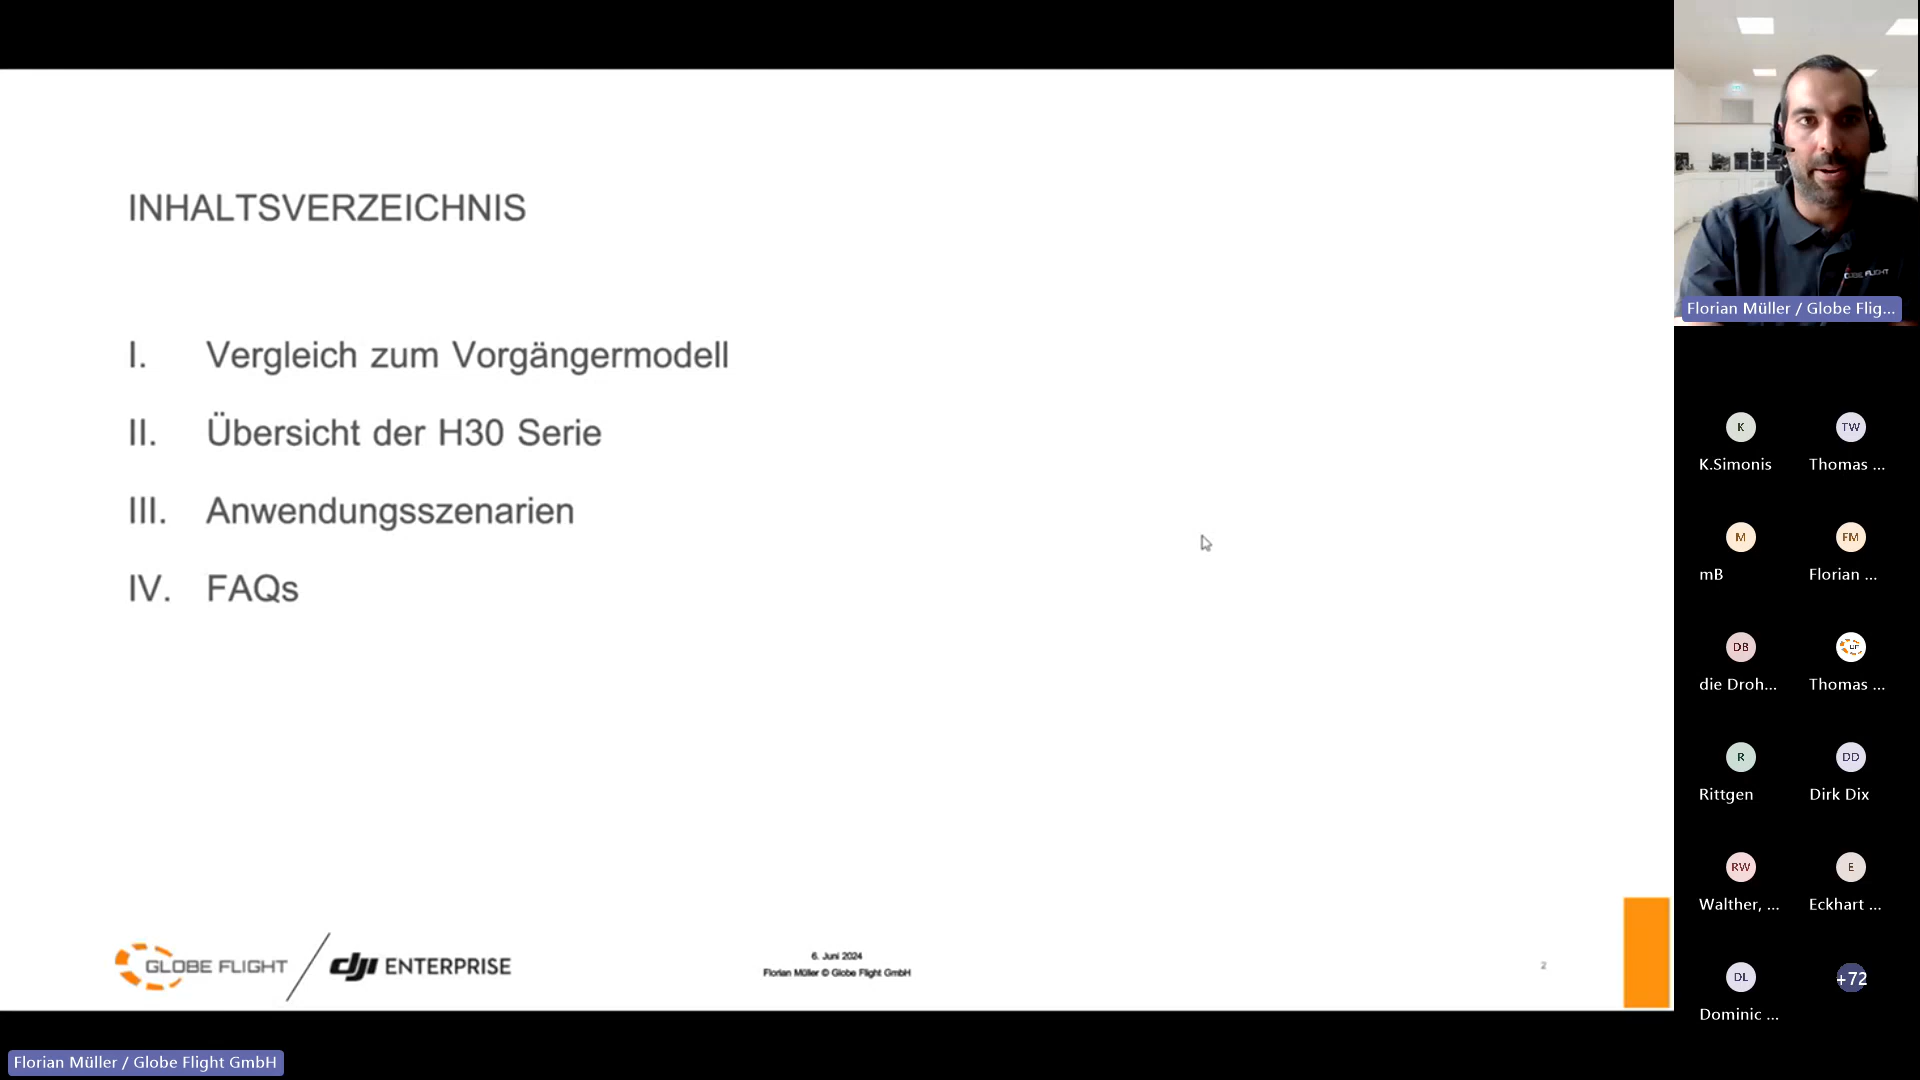 INHALTSVERZEICHNIS
I. Vergleich zum Vorgängermodell
II. Übersicht der H30 Serie
III. Anwendungsszenarien
IV. FAQs
GLOBE FLIGHT
dji ENTERPRISE
6. Juni 2024
Florian Müller © Globe Flight GmbH
2
Florian Müller / Globe Flight GmbH
GLOBE FLIGHT
Florian Müller / Globe Flig...
K
TW
K.Simonis
Thomas ...
M
FM
mB
Florian ...
DB
die Droh...
Thomas ...
R
DD
Rittgen
Dirk Dix
RW
E
Walther, ...
Eckhart ...
DL
+72
Dominic ...